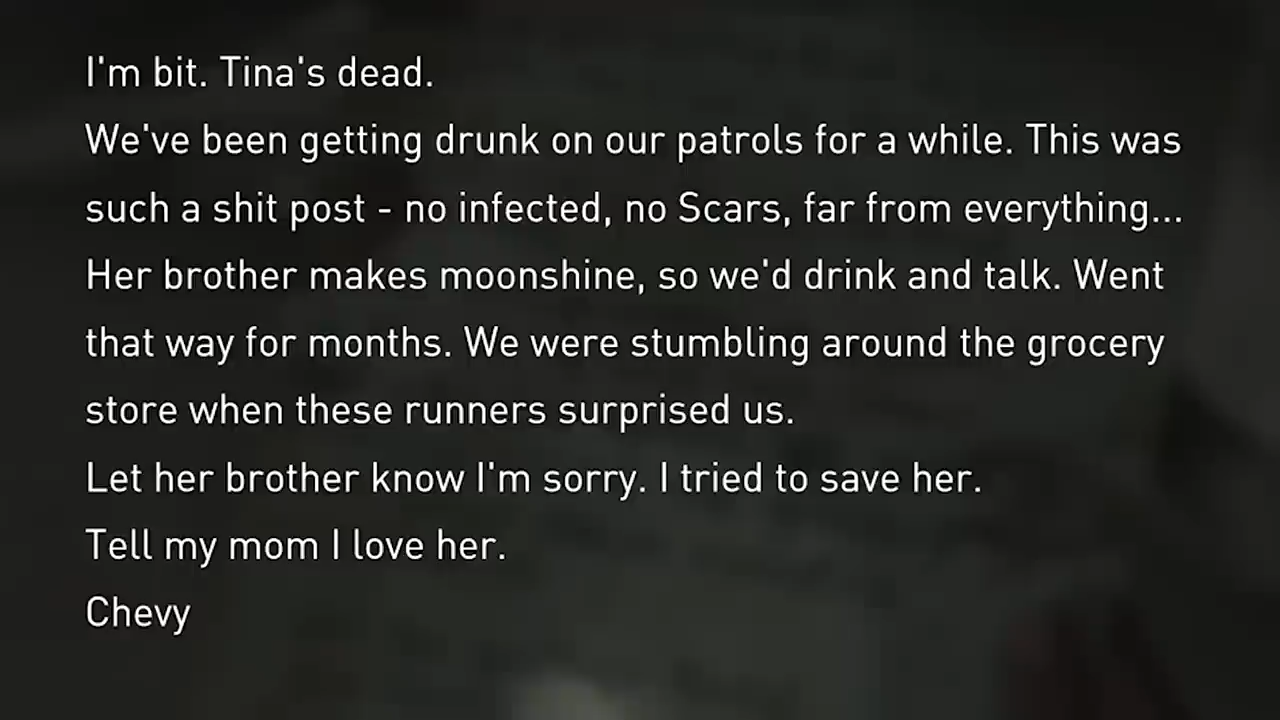 I'm bit. Tina's dead.
We've been getting drunk on our patrols for a while. This was
such a shit post - no infected, no Scars, far from everything...
Her brother makes moonshine, so we'd drink and talk. Went
that way for months. We were stumbling around the grocery
store when these runners surprised us.
Let her brother know I'm sorry. I tried to save her.
Tell my mom I love her.
Chevy